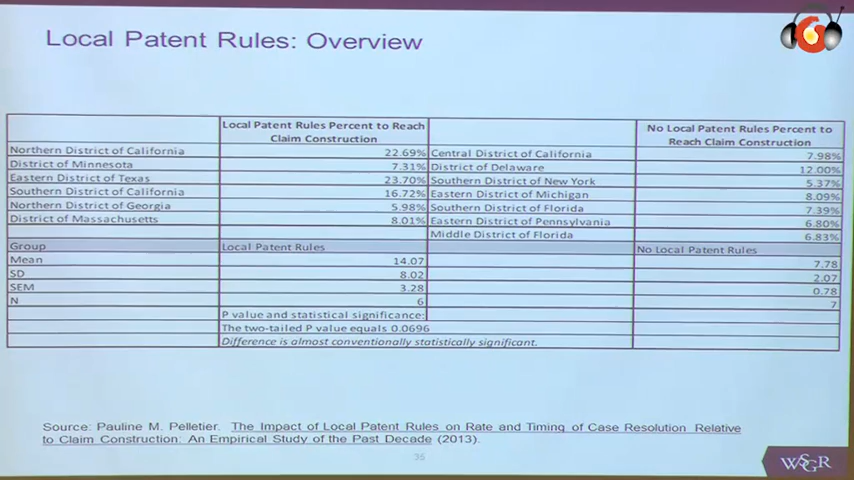 Local Patent Rules: Overview
G
Local Patent Rules Percent to Reach Claim Construction
No Local Patent Rules Percent to Reach Claim Construction
Northern District of California 22.69% Central District of California 7.98%
District of Minnesota 7.31% District of Delaware 12.00%
Eastern District of Texas 23.70% Southern District of New York 5.37%
Southern District of California 16.72% Eastern District of Michigan 8.09%
Northern District of Georgia 5.98% Southern District of Florida 7.39%
District of Massachusetts 8.01% Eastern District of Pennsylvania 6.80%
Middle District of Florida 6.83%
Group Local Patent Rules No Local Patent Rules
Mean 14.07 7.78
SD 8.02 2.07
SEM 3.28 0.78
N 6 7
P value and statistical significance:
The two-tailed P value equals 0.0696
Difference is almost conventionally statistically significant.
Source: Pauline M. Pelletier. The Impact of Local Patent Rules on Rate and Timing of Case Resolution Relative
to Claim Construction: An Empirical Study of the Past Decade (2013).
35
WSGR